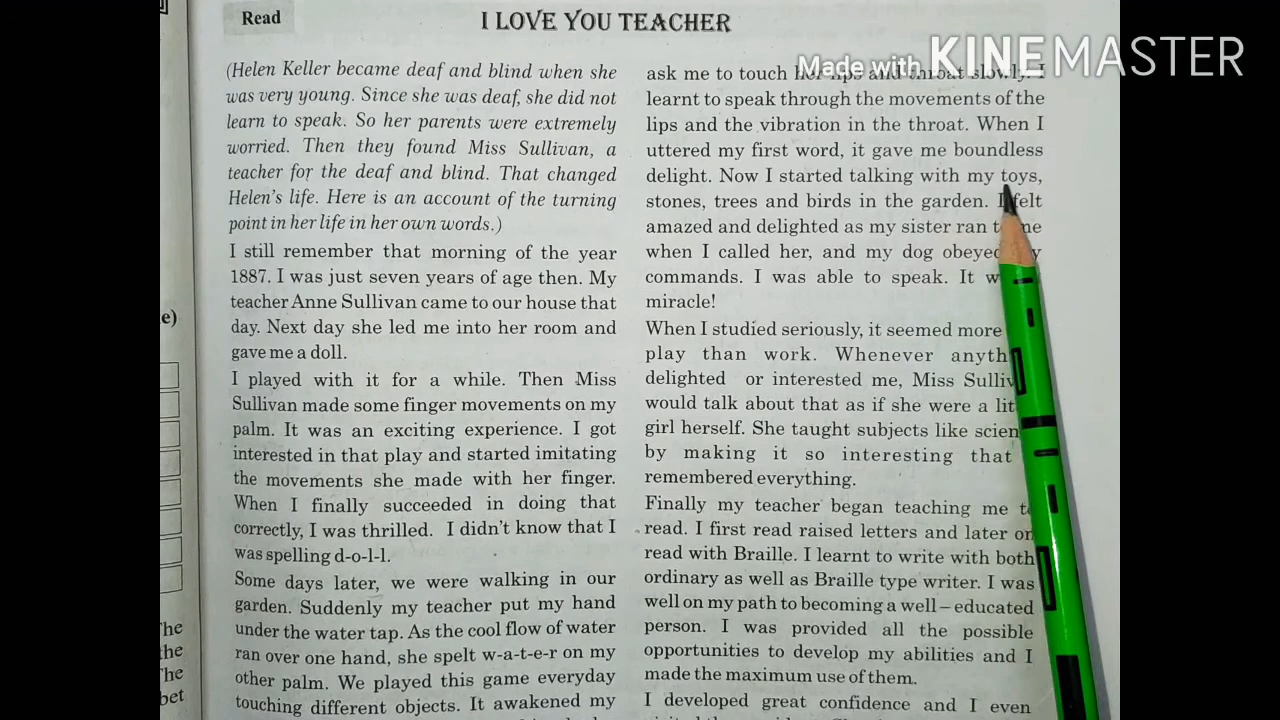 Read
I LOVE YOU TEACHER
(Helen Keller became deaf and blind when she
was very young. Since she was deaf, she did not
learn to speak. So her parents were extremely
worried. Then they found Miss Sullivan, a
teacher for the deaf and blind. That changed
Helen's life. Here is an account of the turning
point in her life in her own words.)
I still remember that morning of the year
1887. I was just seven years of age then. My
teacher Anne Sullivan came to our house that
day. Next day she led me into her room and
gave me a doll.
I played with it for a while. Then Miss
Sullivan made some finger movements on my
palm. It was an exciting experience. I got
interested in that play and started imitating
the movements she made with her finger.
When I finally succeeded in doing that
correctly, I was thrilled. I didn't know that I
was spelling d-o-l-l.
Some days later, we were walking in our
garden. Suddenly my teacher put my hand
under the water tap. As the cool flow of water
ran over one hand, she spelt w-a-t-e-r on my
other palm. We played this game everyday
touching different objects. It awakened my
Made with KINEMASTER
ask me to touch her lips and throat slowly. I
learnt to speak through the movements of the
lips and the vibration in the throat. When I
uttered my first word, it gave me boundless
delight. Now I started talking with my toys,
stones, trees and birds in the garden. I felt
amazed and delighted as my sister ran
when I called her, and my dog obeyed
commands. I was able to speak. It
miracle!
When I studied seriously, it seemed more
play than work. Whenever
delighted or interested me, Miss
would talk about that as if she were a
girl herself. She taught subjects like
by making it so interesting that
remembered everything.
Finally my teacher began teaching me
read. I first read raised letters and later on
read with Braille. I learnt to write with both
ordinary as well as Braille type writer. I was
well on my path to becoming a well – educated
person. I was provided all the possible
opportunities to develop my abilities and I
made the maximum use of them.
I developed great confidence and I even
e)
The
the
The
bet